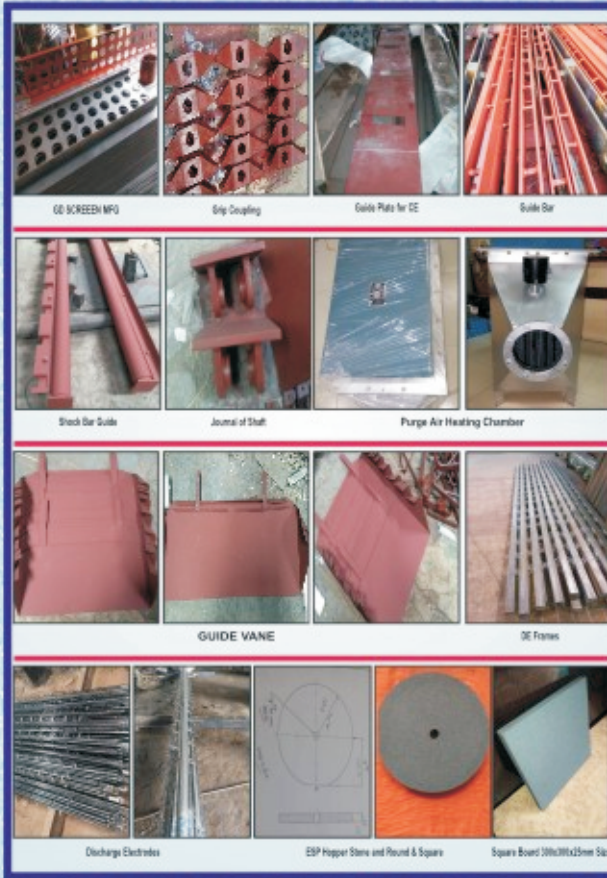 GD SCREEEN MFG
Grip Coupling
Guide Plate for CE
Guide Bar
Shock Bar Guide
Journal of Shaft
Purge Air Heating Chamber
GUIDE VANE
DE Frames
Discharge Electrodes
ESP Hopper Stone and Round & Square
Square Board 300x300x25mm Size